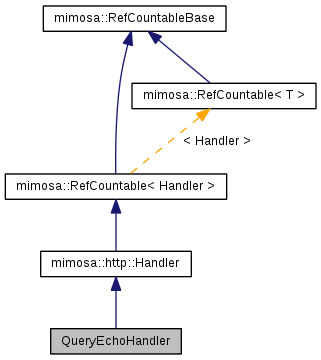 mimosa::RefCountableBase
mimosa::RefCountable< T >
< Handler >
mimosa::RefCountable< Handler >
mimosa::http::Handler
QueryEchoHandler